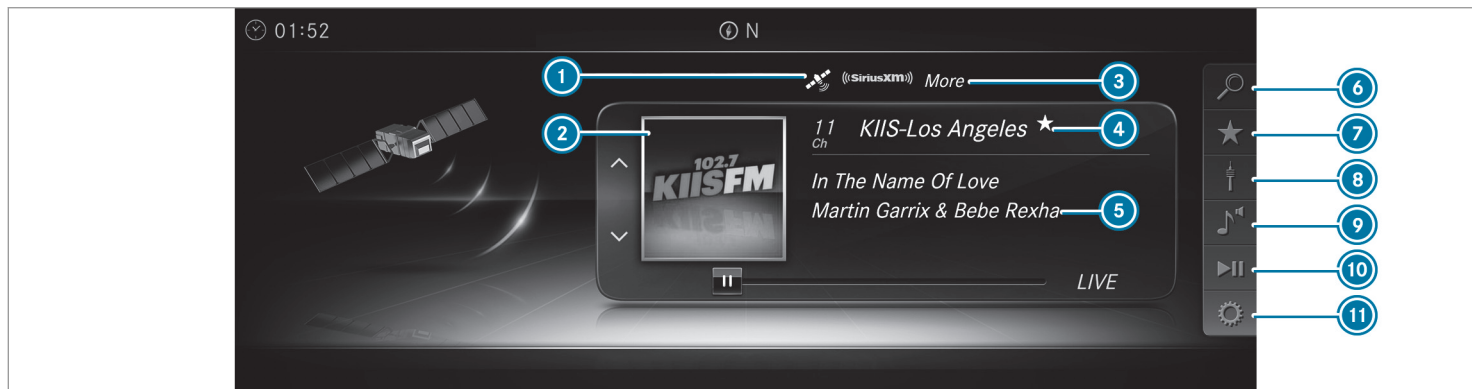 01:52
N
1
((SiriusXM))
More
3
6
2
11
Ch
KIIS-Los Angeles
4
7
102.7
KIISFM
8
In The Name Of Love
Martin Garrix & Bebe Rexha
5
9
LIVE
10
11